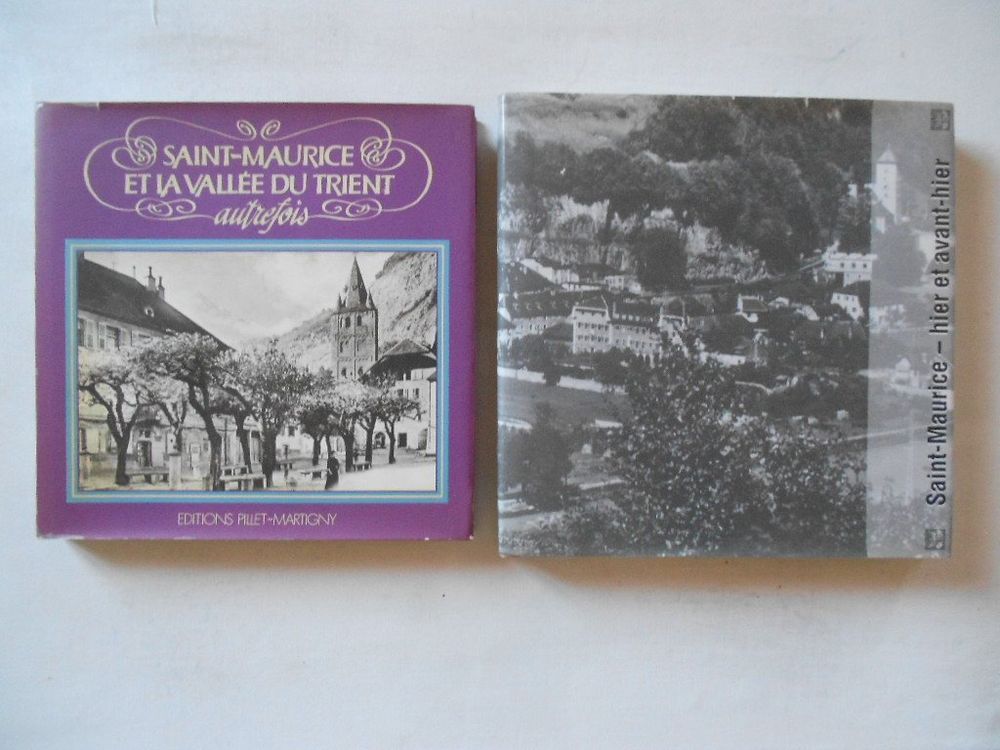 SAINT-MAURICE
ET LA VALLÉE DU TRIENT
autrefois
EDITIONS PILLET-MARTIGNY
Saint-Maurice – hier et avant-hier